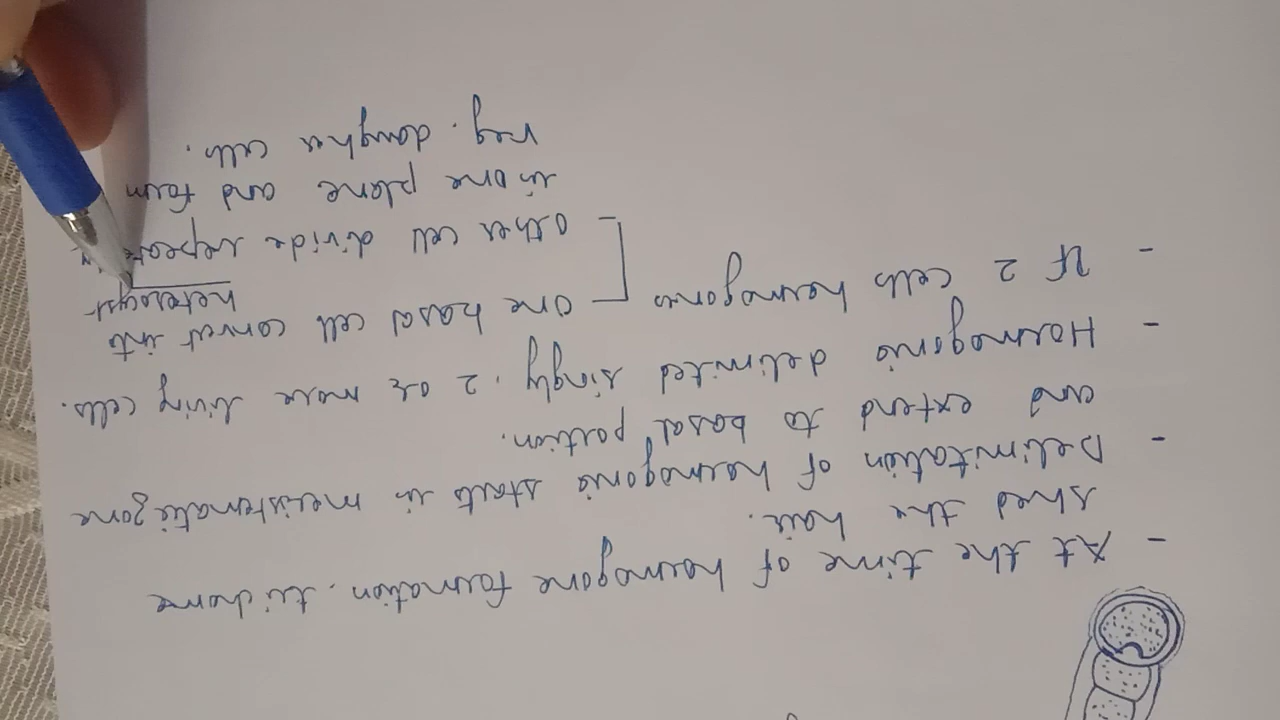 - At the time of hormogone formation, trichome
shed the hair.
- Delimitation of hormogonia starts in meristematic zone
and extend to basal portion.
- Hormogonia delimited singly. 2 or more living cells.
- If 2 cells hormogonia [ - One basal cell convert into
heterocyst
- other cell divide
in one plane and form
veg. daughter cells.